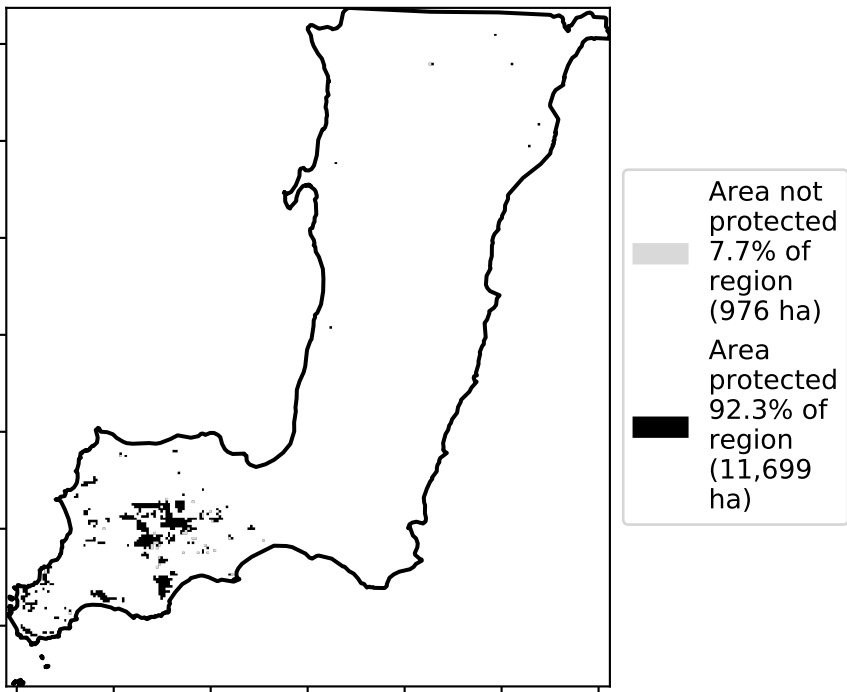 Area not
protected
7.7% of
region
(976 ha)
Area
protected
92.3% of
region
(11,699
ha)